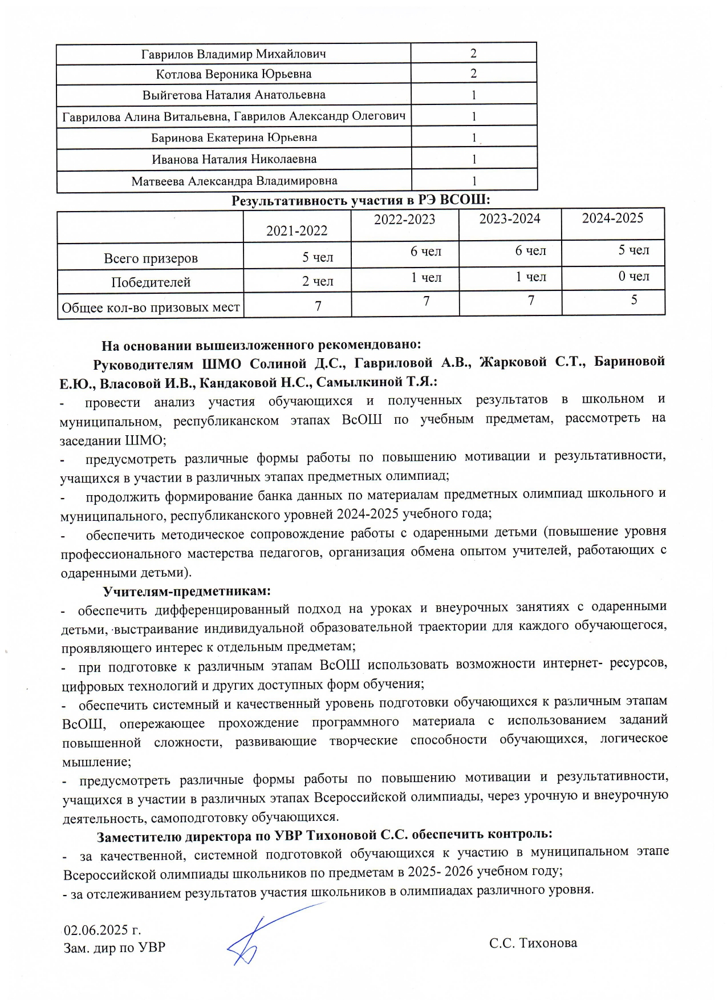 Гаврилов Владимир Михайлович 2
Котлова Вероника Юрьевна 2
Выйгетова Наталия Анатольевна 1
Гаврилова Алина Витальевна, Гаврилов Александр Олегович 1
Баринова Екатерина Юрьевна 1
Иванова Наталия Николаевна 1
Матвеева Александра Владимировна 1
Результативность участия в РЭ ВСОШ:
2021-2022 2022-2023 2023-2024 2024-2025
Всего призеров 5 чел 6 чел 6 чел 5 чел
Победителей 2 чел 1 чел 1 чел 0 чел
Общее кол-во призовых мест 7 7 7 5
На основании вышеизложенного рекомендовано:
Руководителям ШМО Солиной Д.С., Гавриловой А.В., Жарковой С.Т., Бариновой
Е.Ю., Власовой И.В., Кандаковой Н.С., Самылкиной Т.Я.:
- провести анализ участия обучающихся и полученных результатов в школьном и
муниципальном, республиканском этапах ВсОШ по учебным предметам, рассмотреть на
заседании ШМО;
- предусмотреть различные формы работы по повышению мотивации и результативности,
учащихся в участии в различных этапах предметных олимпиад;
- продолжить формирование банка данных по материалам предметных олимпиад школьного и
муниципального, республиканского уровней 2024-2025 учебного года;
- обеспечить методическое сопровождение работы с одаренными детьми (повышение уровня
профессионального мастерства педагогов, организация обмена опытом учителей, работающих с
одаренными детьми).
Учителям-предметникам:
- обеспечить дифференцированный подход на уроках и внеурочных занятиях с одаренными
детьми, выстраивание индивидуальной образовательной траектории для каждого обучающегося,
проявляющего интерес к отдельным предметам;
- при подготовке к различным этапам ВсОШ использовать возможности интернет- ресурсов,
цифровых технологий и других доступных форм обучения;
- обеспечить системный и качественный уровень подготовки обучающихся к различным этапам
ВсОШ, опережающее прохождение программного материала с использованием заданий
повышенной сложности, развивающие творческие способности обучающихся, логическое
мышление;
- предусмотреть различные формы работы по повышению мотивации и результативности,
учащихся в участии в различных этапах Всероссийской олимпиады, через урочную и внеурочную
деятельность, самоподготовку обучающихся.
Заместителю директора по УВР Тихоновой С.С. обеспечить контроль:
- за качественной, системной подготовкой обучающихся к участию в муниципальном этапе
Всероссийской олимпиады школьников по предметам в 2025- 2026 учебном году;
- за отслеживанием результатов участия школьников в олимпиадах различного уровня.
02.06.2025 г.
Зам. дир по УВР С.С. Тихонова